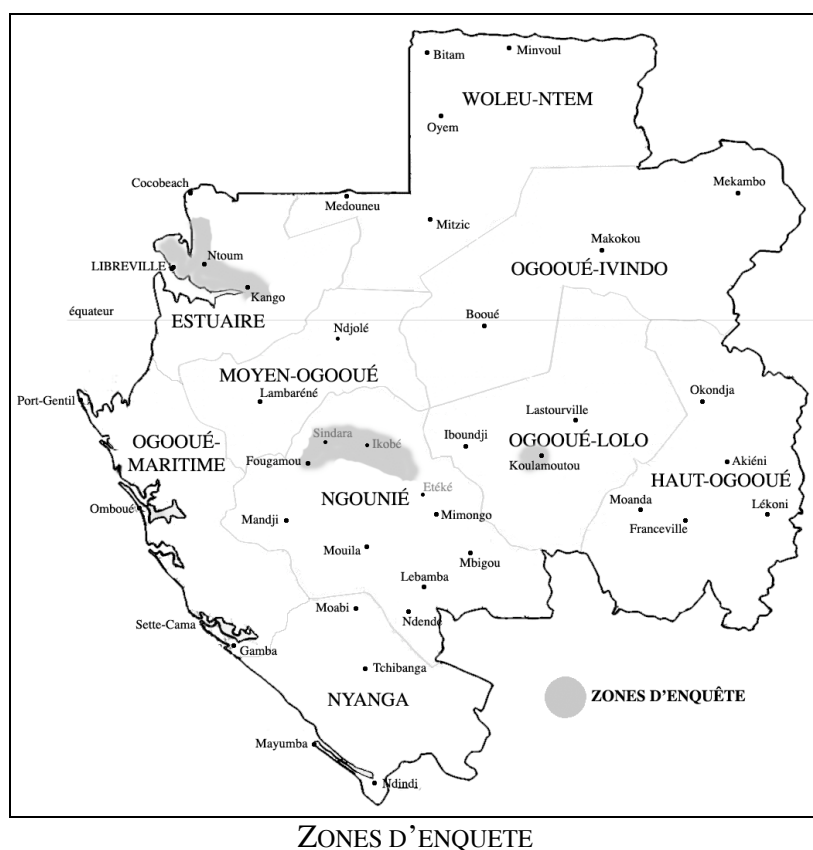 Bitam
Minvoul
WOLEU-NTEM
Oyem
Cocobeach
Medouneu
Mekambo
Mitzic
Makokou
Ntoum
LIBREVILLE
OGOOUÉ-IVINDO
Kango
équateur
ESTUAIRE
Booué
Ndjolé
MOYEN-OGOOUÉ
Lambaréné
Port-Gentil
Okondja
Lastourville
OGOOUÉ-
MARITIME
Sindara
Ikobé
Iboundji
OGOOUÉ-LOLO
Fougamou
Koulamoutou
Akiéni
HAUT-OGOOUÉ
Etéké
NGOUNIÉ
Moanda
Lékoni
Omboué
Mandji
Mimongo
Franceville
Mouila
Mbigou
Lebamba
Moabi
Ndendé
Sette-Cama
Gamba
Tchibanga
NYANGA
ZONES D'ENQUÊTE
Mayumba
Ndindi
ZONES D'ENQUETE